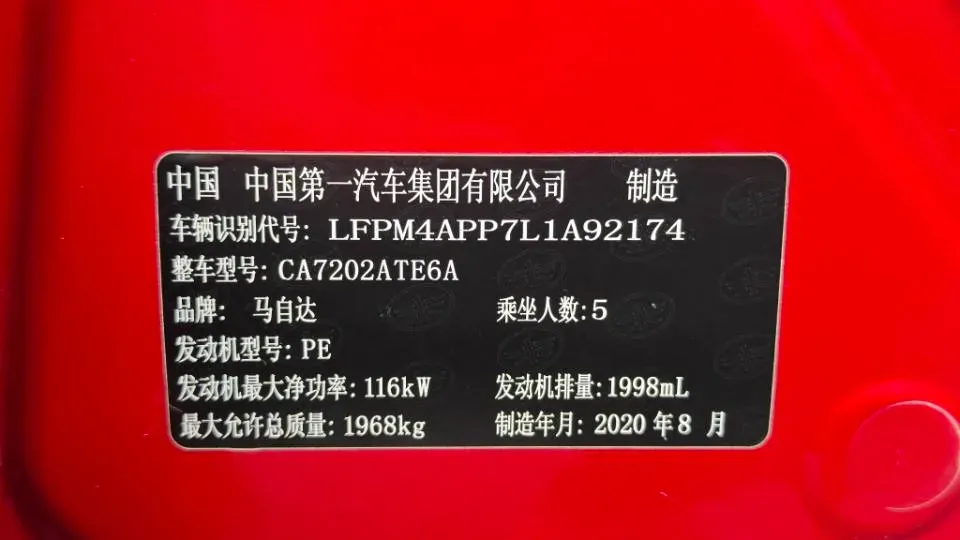 中国 中国第一汽车集团有限公司 制造
车辆识别代号: LFPM4APP7L1A92174
整车型号: CA7202ATE6A
品牌: 马自达 乘坐人数: 5
发动机型号: PE
发动机最大净功率: 116kW 发动机排量: 1998mL
最大允许总质量: 1968kg 制造年月: 2020 年 8 月